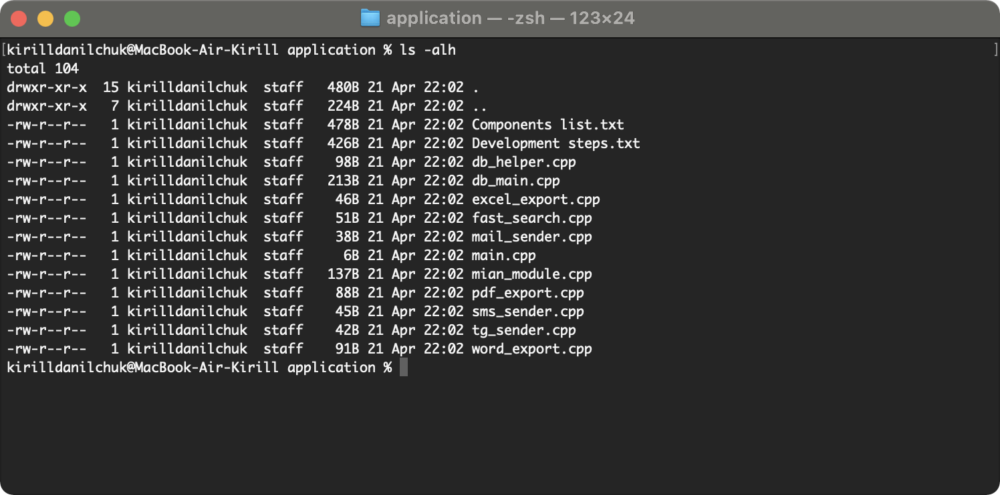 application — -zsh — 123×24
[kirilldanilchuk@MacBook-Air-Kirill application % ls -alh ]
total 104
drwxr-xr-x  15 kirilldanilchuk  staff   480B 21 Apr 22:02 .
drwxr-xr-x   7 kirilldanilchuk  staff   224B 21 Apr 22:02 ..
-rw-r--r--   1 kirilldanilchuk  staff   478B 21 Apr 22:02 Components list.txt
-rw-r--r--   1 kirilldanilchuk  staff   426B 21 Apr 22:02 Development steps.txt
-rw-r--r--   1 kirilldanilchuk  staff    98B 21 Apr 22:02 db_helper.cpp
-rw-r--r--   1 kirilldanilchuk  staff   213B 21 Apr 22:02 db_main.cpp
-rw-r--r--   1 kirilldanilchuk  staff    46B 21 Apr 22:02 excel_export.cpp
-rw-r--r--   1 kirilldanilchuk  staff    51B 21 Apr 22:02 fast_search.cpp
-rw-r--r--   1 kirilldanilchuk  staff    38B 21 Apr 22:02 mail_sender.cpp
-rw-r--r--   1 kirilldanilchuk  staff     6B 21 Apr 22:02 main.cpp
-rw-r--r--   1 kirilldanilchuk  staff   137B 21 Apr 22:02 mian_module.cpp
-rw-r--r--   1 kirilldanilchuk  staff    88B 21 Apr 22:02 pdf_export.cpp
-rw-r--r--   1 kirilldanilchuk  staff    45B 21 Apr 22:02 sms_sender.cpp
-rw-r--r--   1 kirilldanilchuk  staff    42B 21 Apr 22:02 tg_sender.cpp
-rw-r--r--   1 kirilldanilchuk  staff    91B 21 Apr 22:02 word_export.cpp
kirilldanilchuk@MacBook-Air-Kirill application %